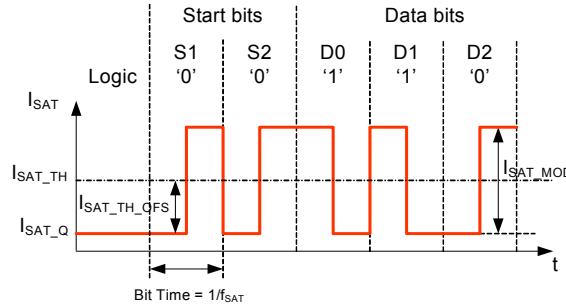 Start bits Data bits
S1 S2 D0 D1 D2
Logic ‘0’ ‘0’ ‘1’ ‘1’ ‘0’
I_SAT
I_SAT_TH
I_SAT_MOD
I_SAT_TH_OFS
I_SAT_Q
t
Bit Time = 1/f_SAT